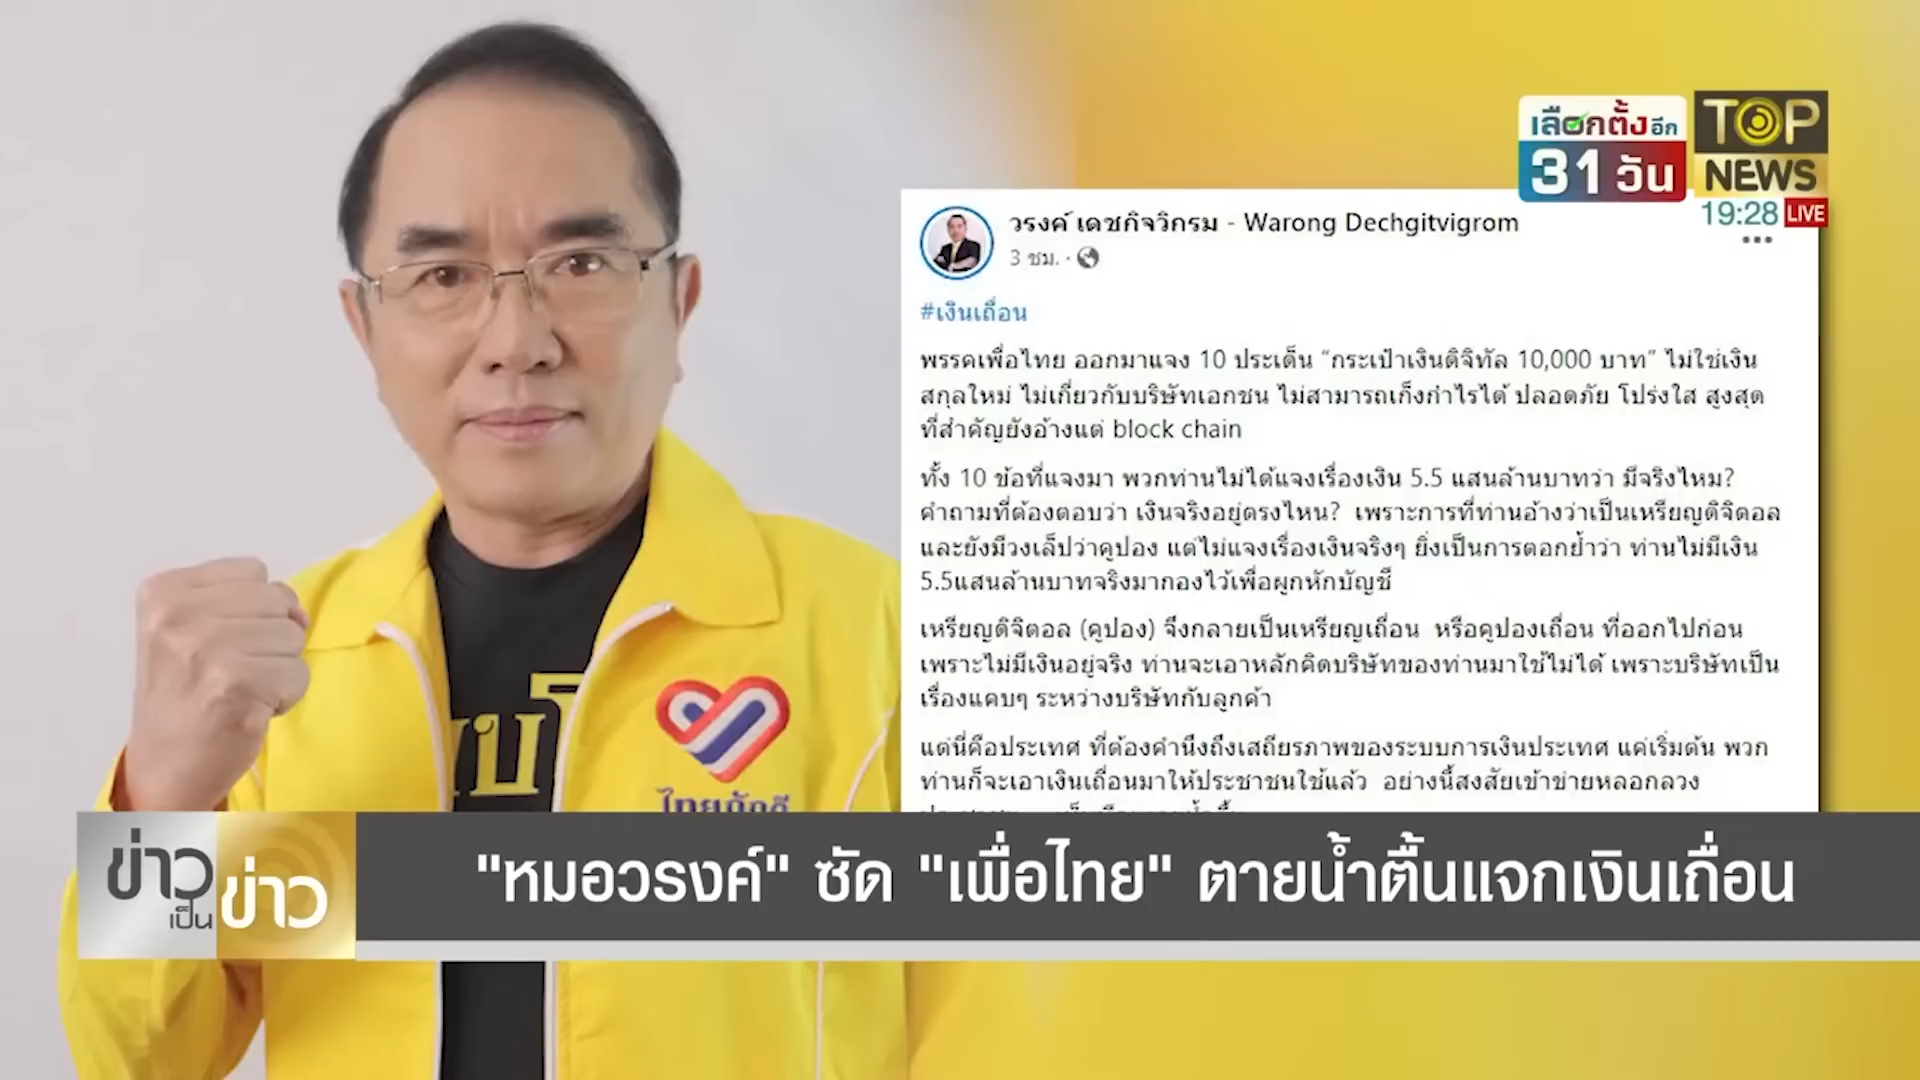 เลือกตั้งอีก
31 วัน
TOP
NEWS
19:28 LIVE
วรงค์ เดชกิจวิกรม - Warong Dechgitvigrom
3 ชม.
#เงินเถื่อน
พรรคเพื่อไทย ออกมาแจง 10 ประเด็น “กระเป๋าเงินดิจิทัล 10,000 บาท” ไม่ใช่เงิน
สกุลใหม่ ไม่เกี่ยวกับบริษัทเอกชน ไม่สามารถเก็งกำไรได้ ปลอดภัย โปร่งใส สูงสุด
ที่สำคัญยังอ้างแต่ block chain
ทั้ง 10 ข้อที่แจงมา พวกท่านไม่ได้แจงเรื่องเงิน 5.5 แสนล้านบาทว่า มีจริงไหม?
คำถามที่ต้องตอบว่า เงินจริงอยู่ตรงไหน? เพราะการที่ท่านอ้างว่าเป็นเหรียญดิจิตอล
และยังมีวงเล็บว่าคูปอง แต่ไม่แจงเรื่องเงินจริงๆ ยิ่งเป็นการตอกย้ำว่า ท่านไม่มีเงิน
5.5แสนล้านบาทจริงมากองไว้เพื่อผูกหักบัญชี
เหรียญดิจิตอล (คูปอง) จึงกลายเป็นเหรียญเถื่อน หรือคูปองเถื่อน ที่ออกไปก่อน
เพราะไม่มีเงินอยู่จริง ท่านจะเอาหลักคิดบริษัทของท่านมาใช้ไม่ได้ เพราะบริษัทเป็น
เรื่องแคบๆ ระหว่างบริษัทกับลูกค้า
แต่นี่คือประเทศ ที่ต้องคำนึงถึงเสถียรภาพของระบบการเงินประเทศ แค่เริ่มต้น พวก
ท่านก็จะเอาเงินเถื่อนมาให้ประชาชนใช้แล้ว อย่างนี้สงสัยเข้าข่ายหลอกลวง
ไทยภักดี
ข่าวเป็นข่าว
"หมอวรงค์" ซัด "เพื่อไทย" ตายน้ำตื้นแจกเงินเถื่อน